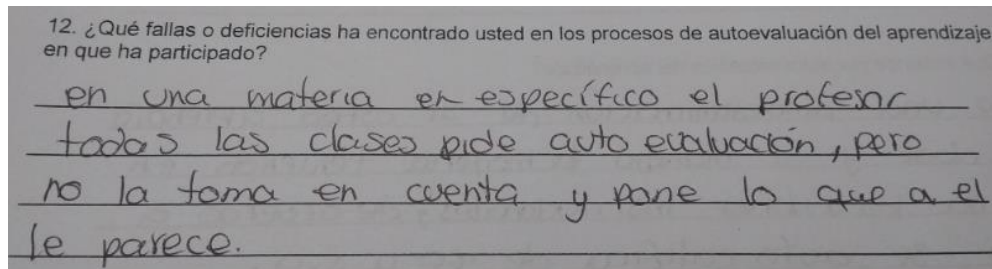 12. ¿Qué fallas o deficiencias ha encontrado usted en los procesos de autoevaluación del aprendizaje
en que ha participado?
en una materia en específico el profesor
todas las clases pide auto evaluación, pero
no la toma en cuenta y pone lo que a el
le parece.